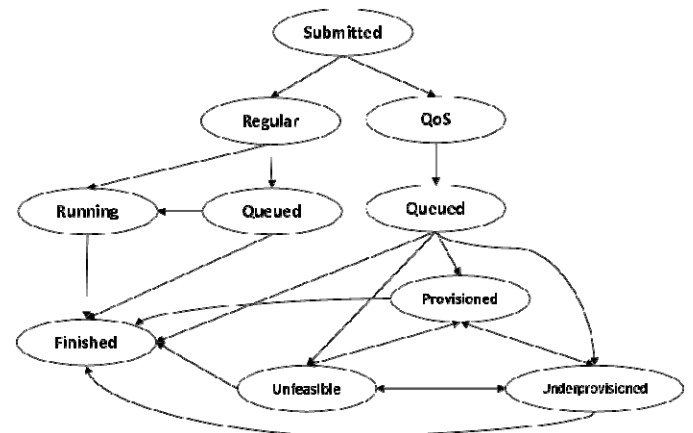 Submitted
Regular
QoS
Running
Queued
Queued
Provisioned
Finished
Unfeasible
Underprovisioned